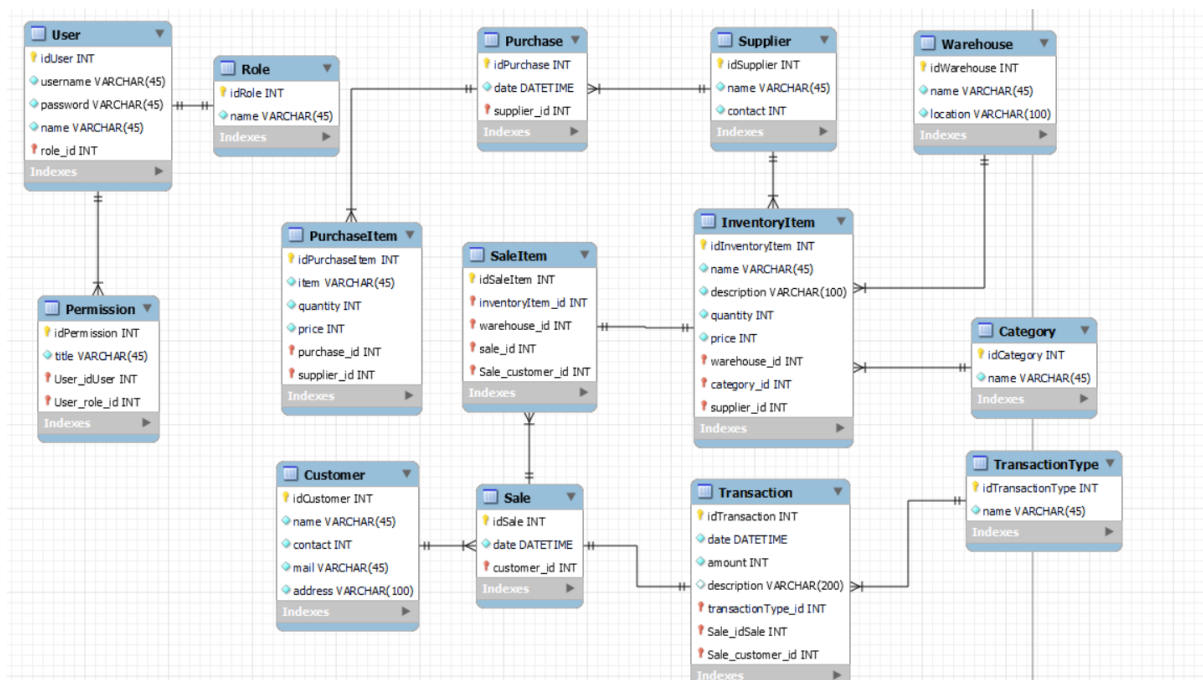 User
idUser INT
username VARCHAR(45)
password VARCHAR(45)
name VARCHAR(45)
role_id INT
Indexes
Role
idRole INT
name VARCHAR(45)
Indexes
Purchase
idPurchase INT
date DATETIME
supplier_id INT
Indexes
Supplier
idSupplier INT
name VARCHAR(45)
contact INT
Indexes
Warehouse
idWarehouse INT
name VARCHAR(45)
location VARCHAR(100)
Indexes
Permission
idPermission INT
title VARCHAR(45)
User_idUser INT
User_role_id INT
Indexes
PurchaseItem
idPurchaseItem INT
item VARCHAR(45)
quantity INT
price INT
purchase_id INT
supplier_id INT
Indexes
SaleItem
idSaleItem INT
inventoryItem_id INT
warehouse_id INT
sale_id INT
Sale_customer_id INT
Indexes
InventoryItem
idInventoryItem INT
name VARCHAR(45)
description VARCHAR(100)
quantity INT
price INT
warehouse_id INT
category_id INT
supplier_id INT
Indexes
Category
idCategory INT
name VARCHAR(45)
Indexes
Customer
idCustomer INT
name VARCHAR(45)
contact INT
mail VARCHAR(45)
address VARCHAR(100)
Indexes
Sale
idSale INT
date DATETIME
customer_id INT
Indexes
Transaction
idTransaction INT
date DATETIME
amount INT
description VARCHAR(200)
transactionType_id INT
Sale_idSale INT
Sale_customer_id INT
Indexes
TransactionType
idTransactionType INT
name VARCHAR(45)
Indexes